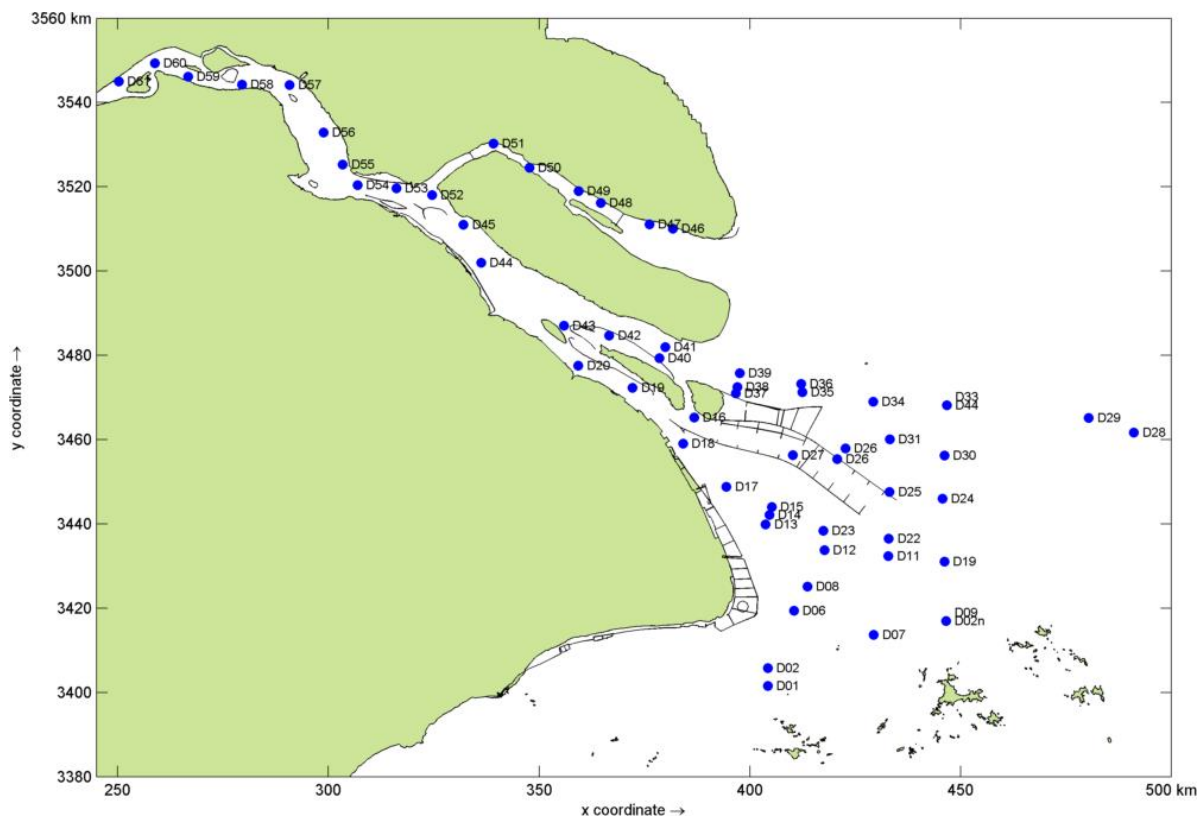 3560 km
3540
3520
3500
3480
3460
3440
3420
3400
3380
y coordinate →
250
300
350
400
450
500 km
x coordinate →
D60
D61
D59
D58
D57
D56
D55
D54
D53
D52
D51
D50
D49
D48
D47
D46
D45
D44
D43
D42
D41
D40
D20
D19
D39
D38
D37
D36
D35
D34
D33
D44
D29
D28
D16
D18
D27
D26
D26
D31
D30
D17
D25
D24
D15
D14
D13
D23
D12
D22
D11
D19
D08
D06
D09
D02n
D07
D02
D01